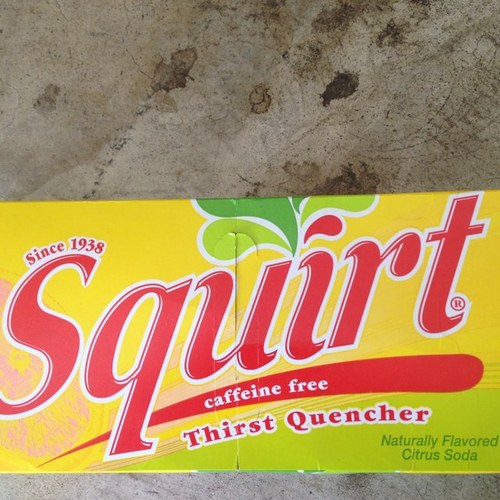 Since 1938
Squirt®
caffeine free
Thirst Quencher
Naturally Flavored
Citrus Soda